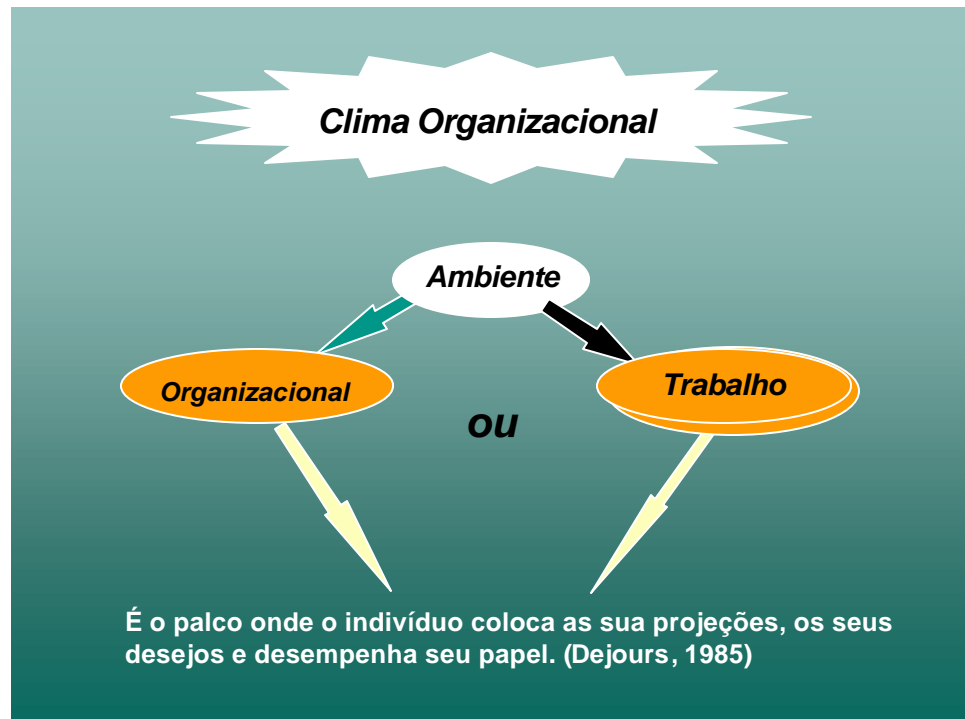 Clima Organizacional
Ambiente
Organizacional
Trabalho
ou
É o palco onde o indivíduo coloca as sua projeções, os seus
desejos e desempenha seu papel. (Dejours, 1985)